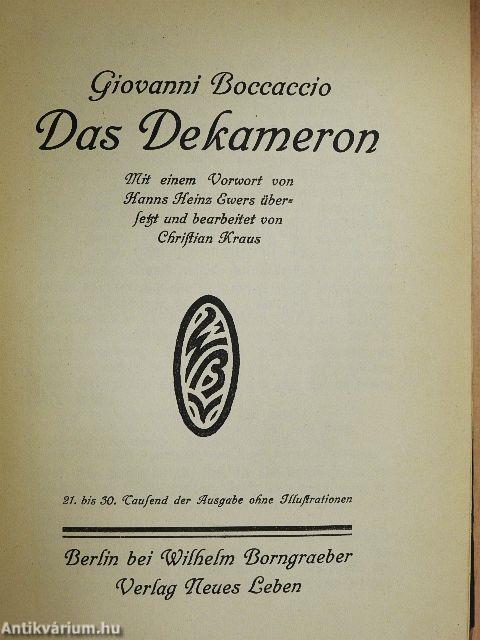 Giovanni Boccaccio
Das Dekameron
Mit einem Vorwort von
Hanns Heinz Ewers über⸗
ſetzt und bearbeitet von
Chriſtian Kraus
21. bis 30. Tauſend der Ausgabe ohne Illuſtrationen
Berlin bei Wilhelm Borngraeber
Verlag Neues Leben
Antikvárium.hu